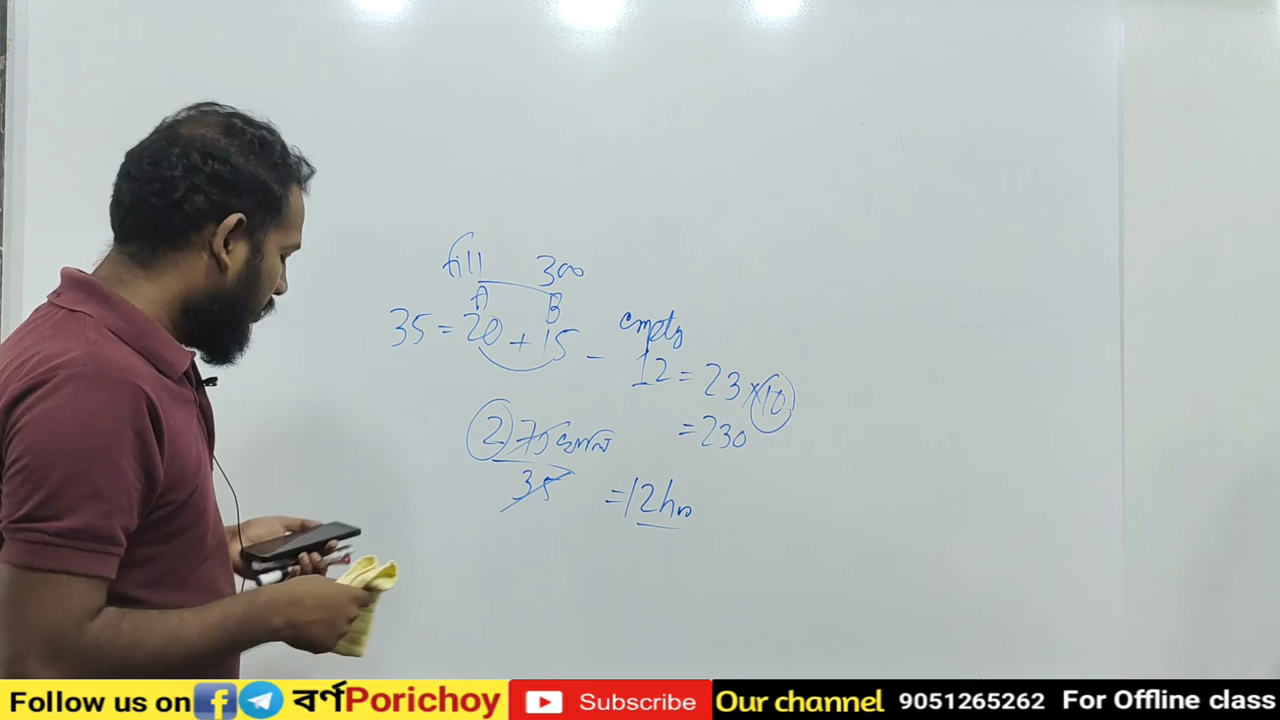 fill 300
A B
35 = 20 + 15 - empty
12 = 23 x 10
= 230
2 75 খালি
35
= 12 hrs
Follow us on বর্ণPorichoy Subscribe Our channel 9051265262 For Offline class